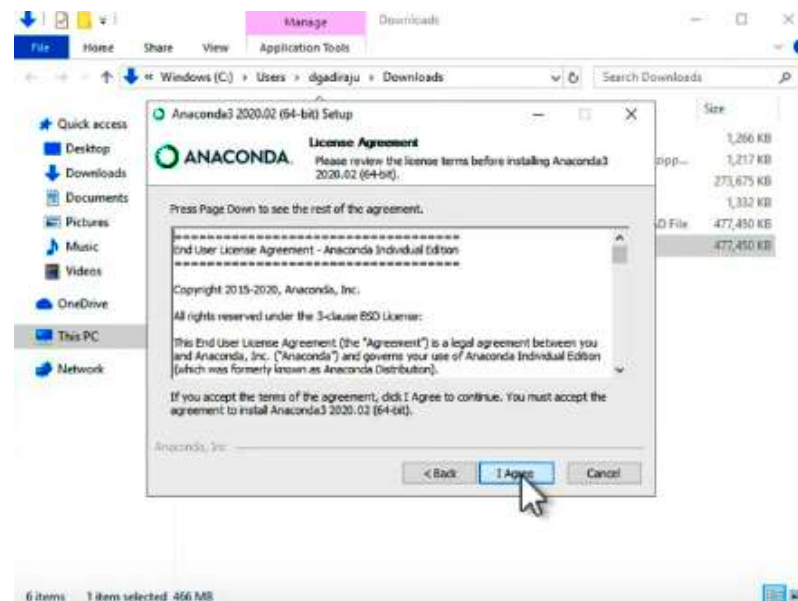 Manage
Downloads
File
Home
Share
View
Application Tools
« Windows (C:) › Users › dgadiraju › Downloads
Search Downloads
Quick access
Desktop
Downloads
Documents
Pictures
Music
Videos
OneDrive
This PC
Network
Size
1,266 KB
1,217 KB
273,675 KB
1,332 KB
D File
477,450 KB
477,450 KB
Anaconda3 2020.02 (64-bit) Setup
ANACONDA.
License Agreement
Please review the license terms before installing Anaconda3
2020.02 (64-bit).
Press Page Down to see the rest of the agreement.
End User License Agreement - Anaconda Individual Edition
Copyright 2015-2020, Anaconda, Inc.
All rights reserved under the 3-clause BSD License:
This End User License Agreement (the "Agreement") is a legal agreement between you
and Anaconda, Inc. ("Anaconda") and governs your use of Anaconda Individual Edition
(which was formerly known as Anaconda Distribution).
If you accept the terms of the agreement, click I Agree to continue. You must accept the
agreement to install Anaconda3 2020.02 (64-bit).
Anaconda, Inc.
< Back
I Agree
Cancel
6 items
1 item selected 466 MB